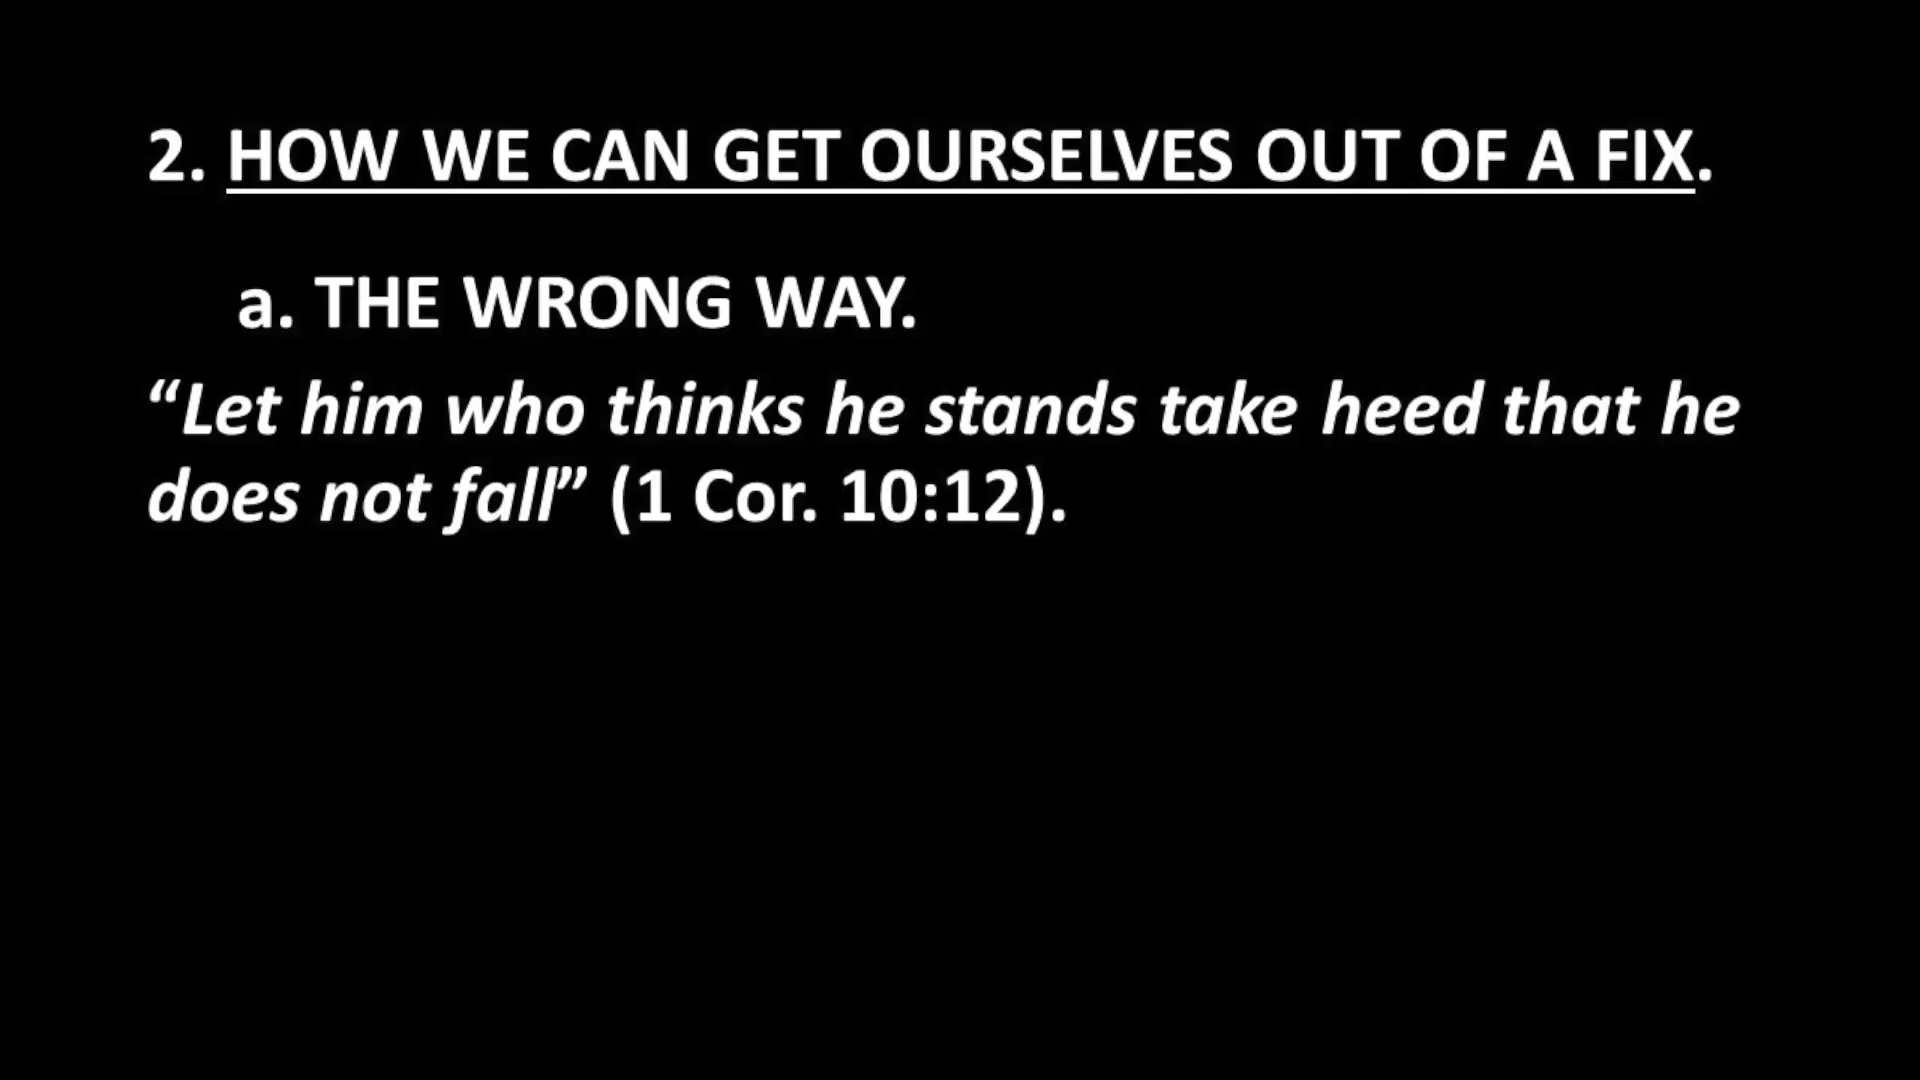 2. HOW WE CAN GET OURSELVES OUT OF A FIX.
a. THE WRONG WAY.
“Let him who thinks he stands take heed that he
does not fall” (1 Cor. 10:12).